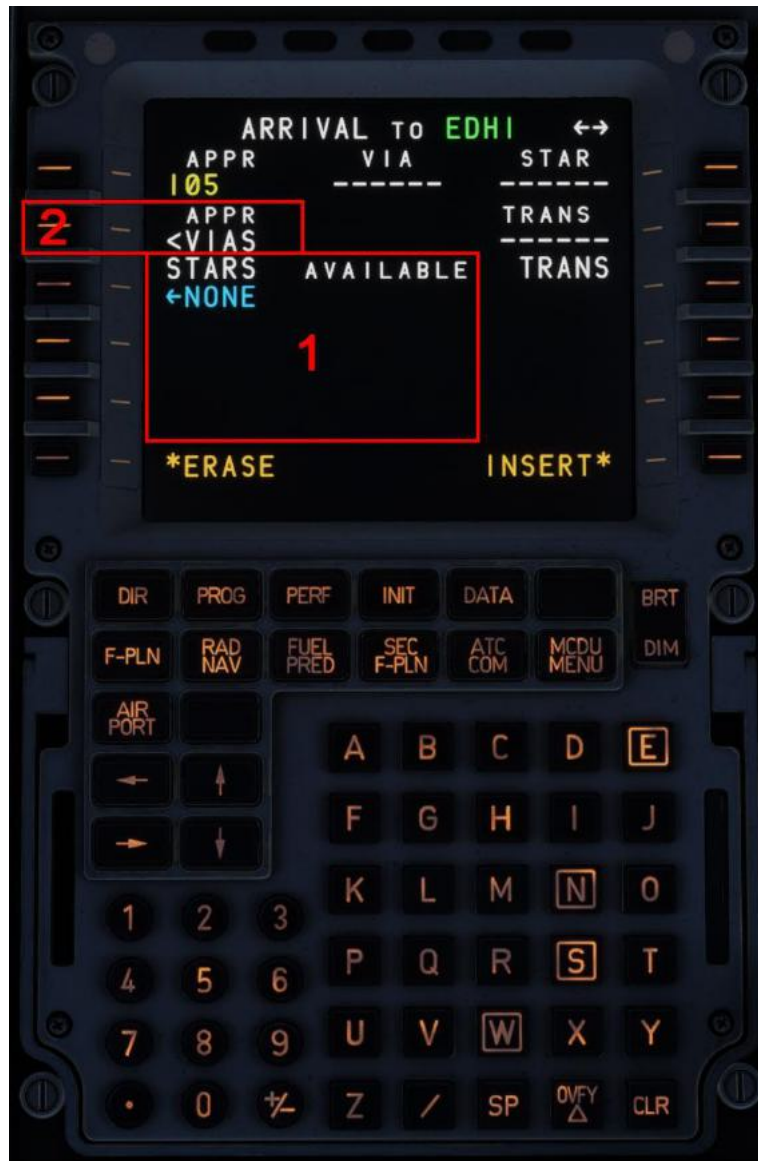 ARRIVAL TO EDHI ←→
APPR VIA STAR
I05 ------ ------
2 APPR TRANS
<VIAS ------
STARS AVAILABLE TRANS
←NONE
1
*ERASE INSERT*
DIR PROG PERF INIT DATA BRT
F-PLN RAD NAV FUEL PRED SEC F-PLN ATC COM MCDU MENU DIM
AIR PORT
← ↑
→ ↓
A B C D E
F G H I J
K L M N O
1 2 3
P Q R S T
4 5 6
U V W X Y
7 8 9
Z / SP OVFY △ CLR
. 0 +/-